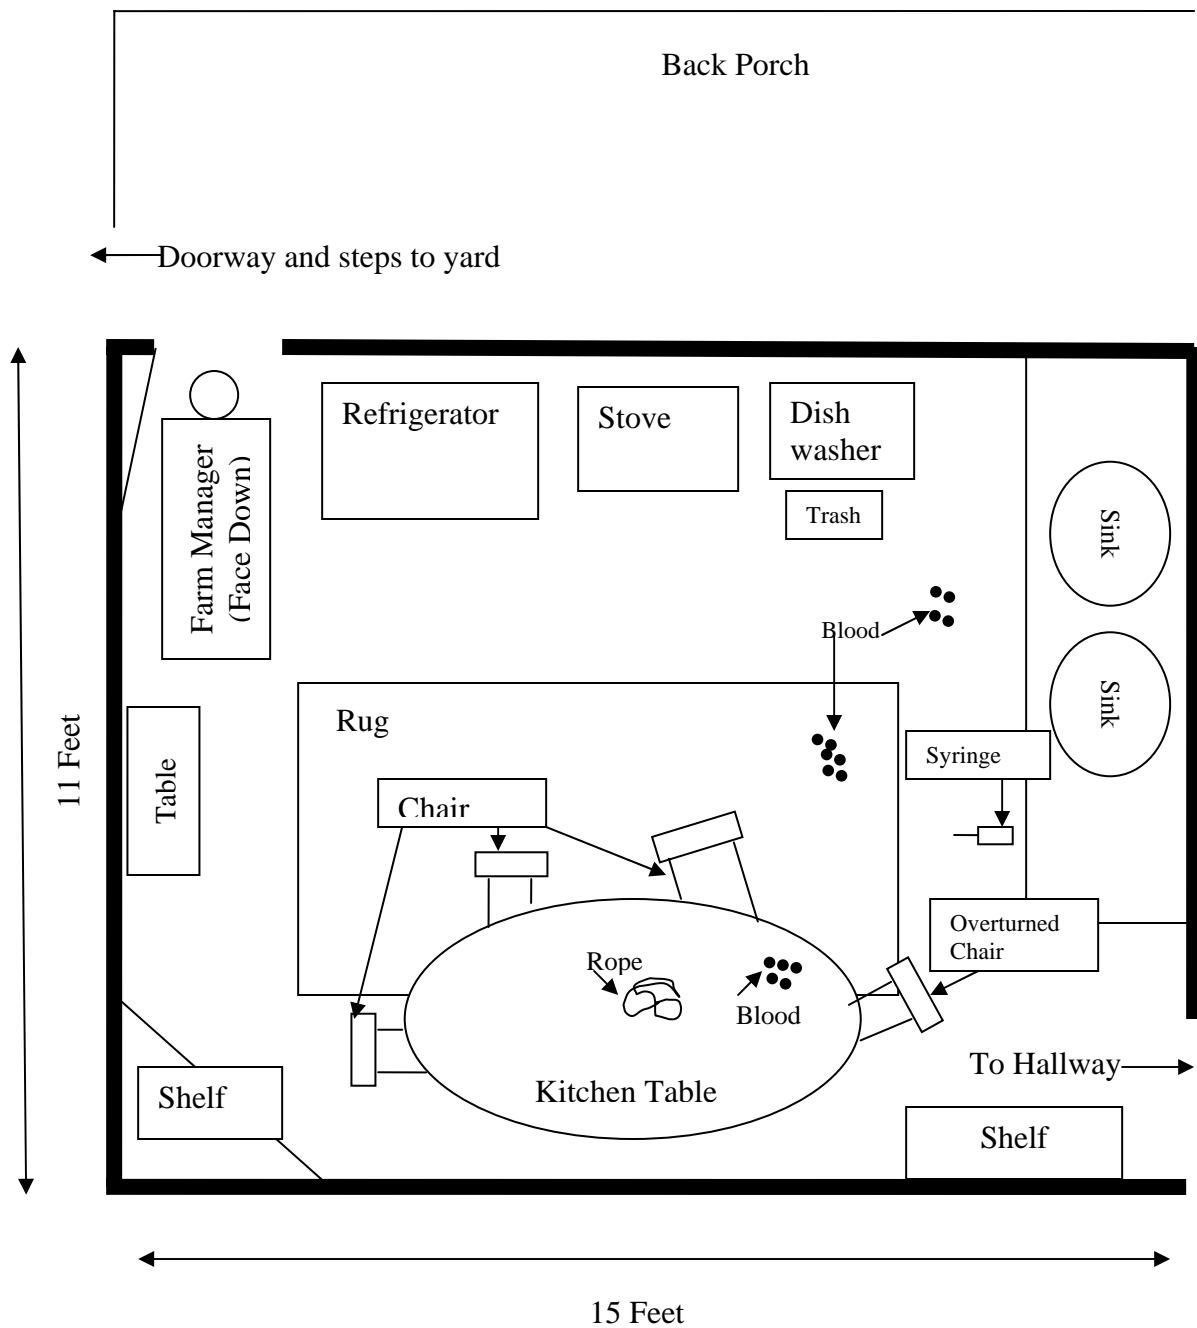 Back Porch
Doorway and steps to yard
Refrigerator
Stove
Dish
washer
Trash
Farm Manager
(Face Down)
Sink
Sink
Blood
Rug
Syringe
11 Feet
Table
Chair
Overturned
Chair
Rope
Blood
To Hallway
Kitchen Table
Shelf
Shelf
15 Feet